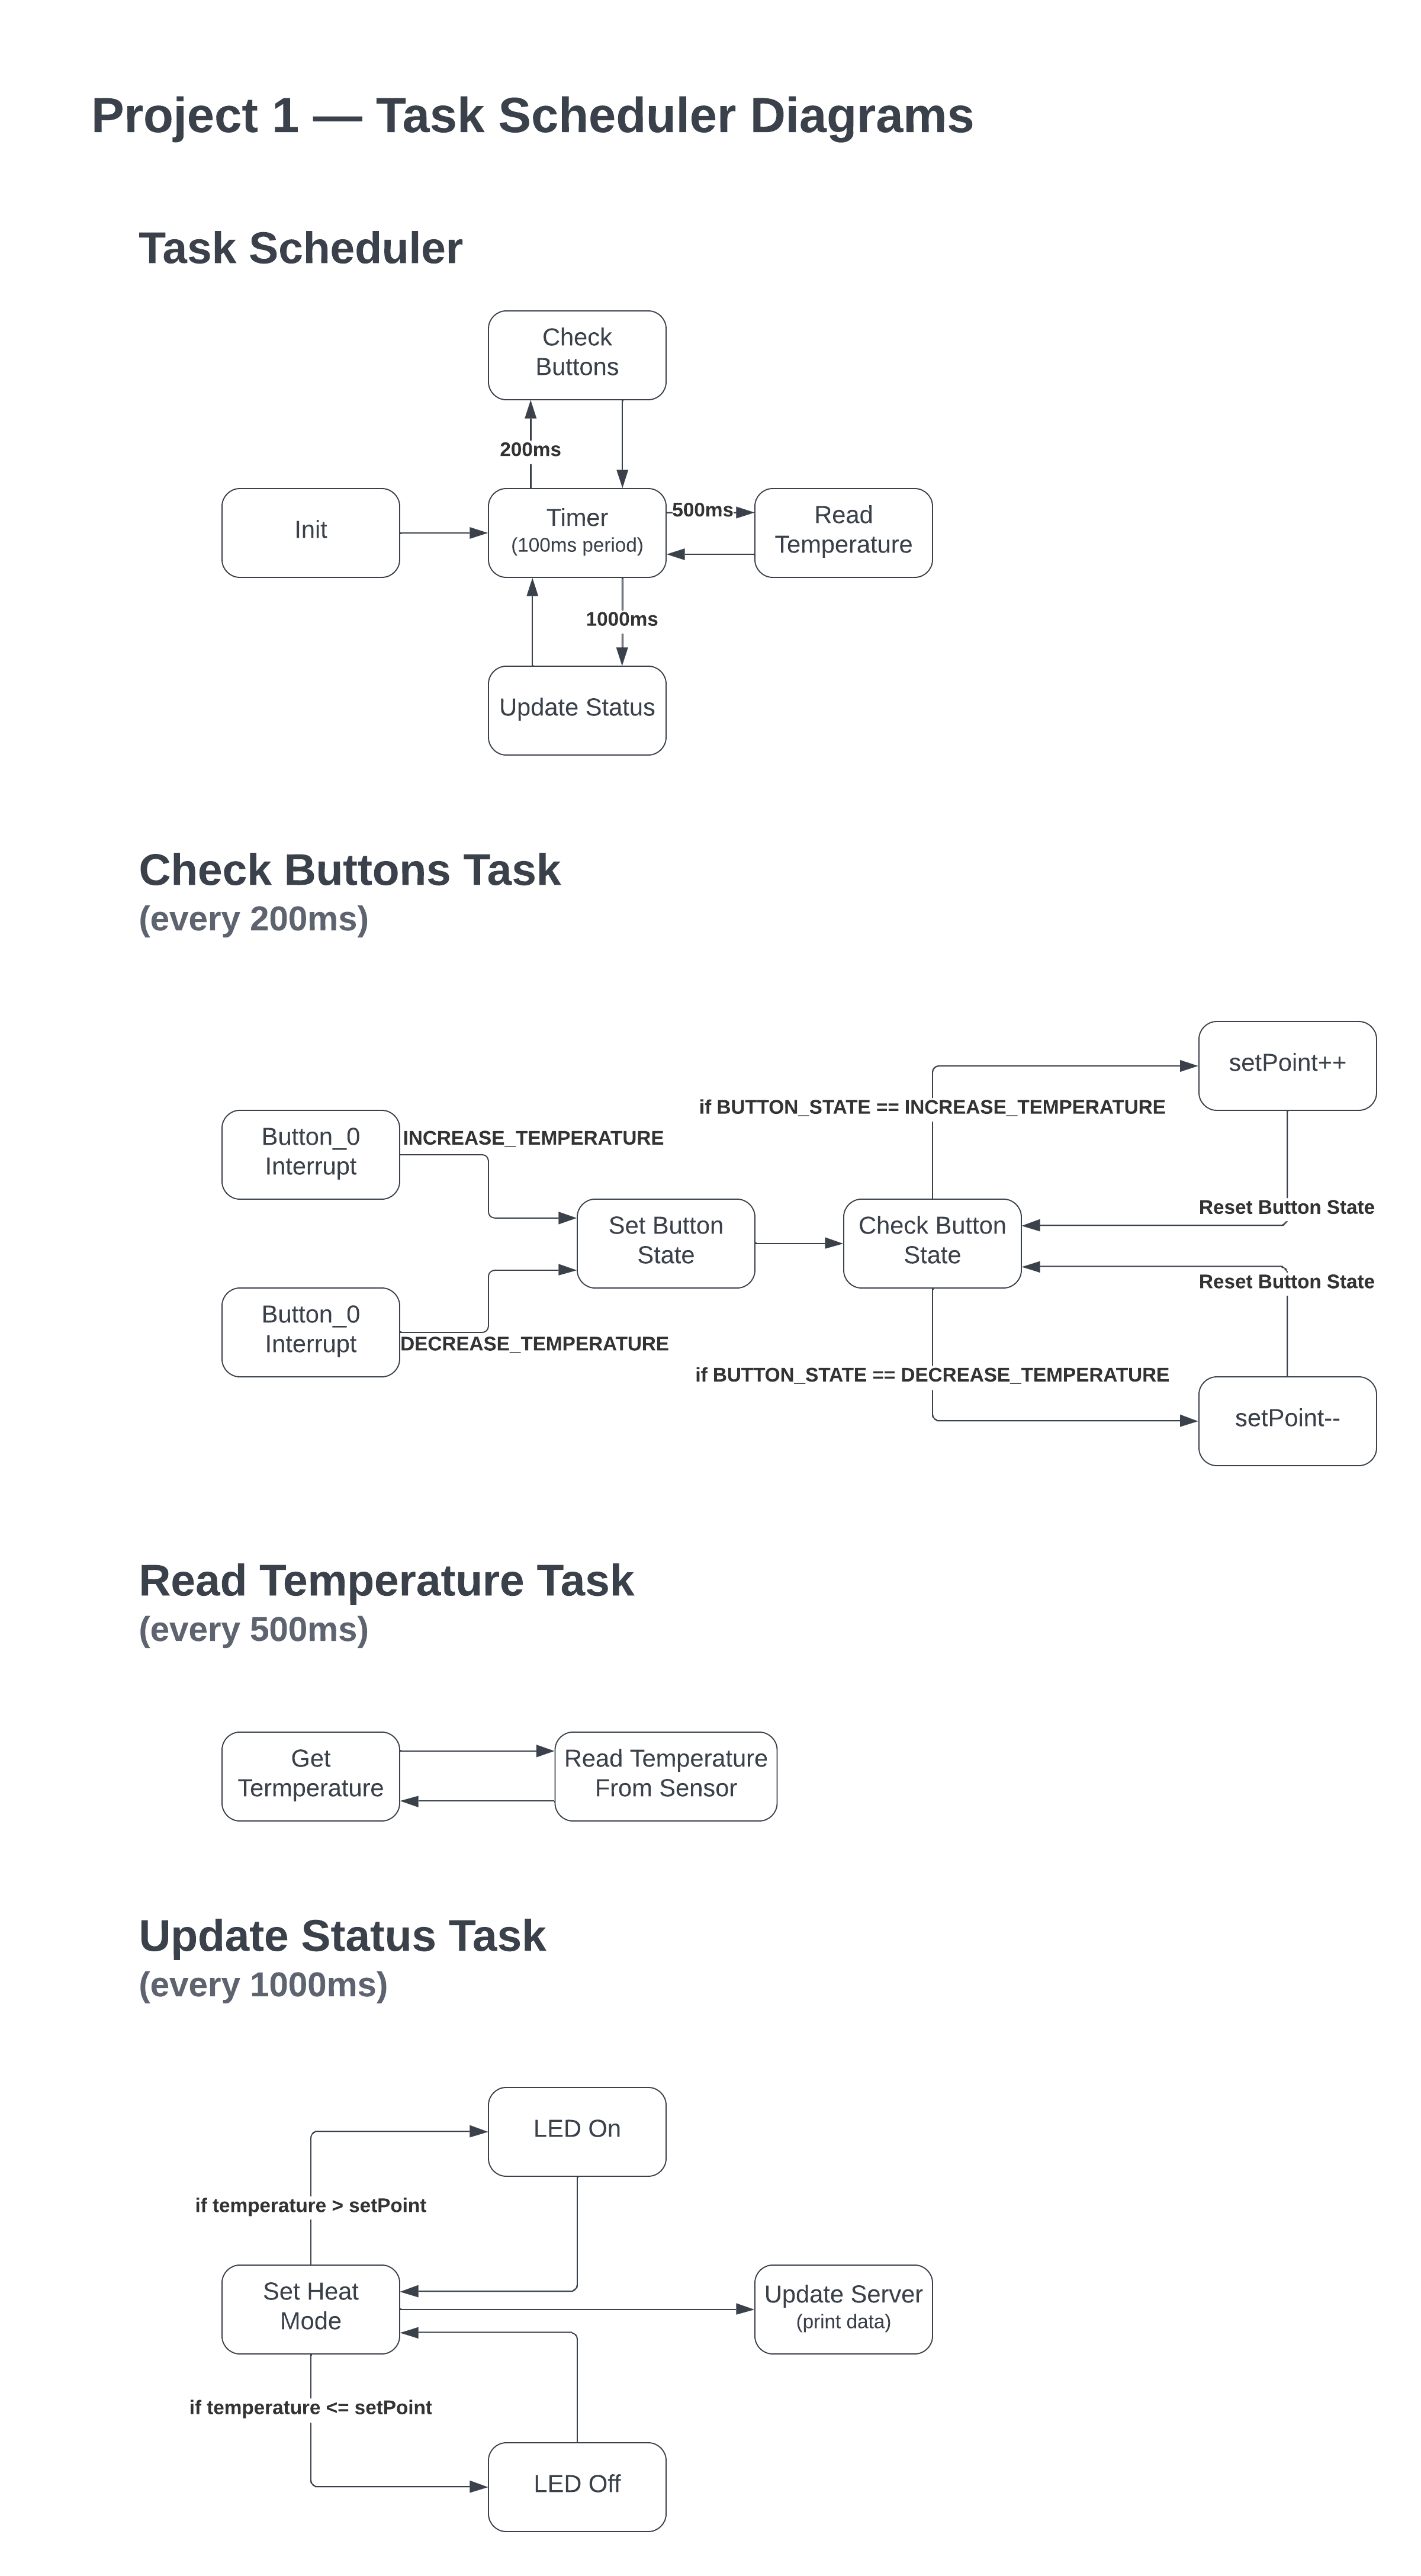 Project 1 — Task Scheduler Diagrams
Task Scheduler
Check
Buttons
200ms
Init
Timer
(100ms period)
500ms
Read
Temperature
1000ms
Update Status
Check Buttons Task
(every 200ms)
setPoint++
if BUTTON_STATE == INCREASE_TEMPERATURE
Button_0
Interrupt
INCREASE_TEMPERATURE
Set Button
State
Check Button
State
Reset Button State
Reset Button State
Button_0
Interrupt
DECREASE_TEMPERATURE
if BUTTON_STATE == DECREASE_TEMPERATURE
setPoint--
Read Temperature Task
(every 500ms)
Get
Termperature
Read Temperature
From Sensor
Update Status Task
(every 1000ms)
LED On
if temperature > setPoint
Set Heat
Mode
Update Server
(print data)
if temperature <= setPoint
LED Off